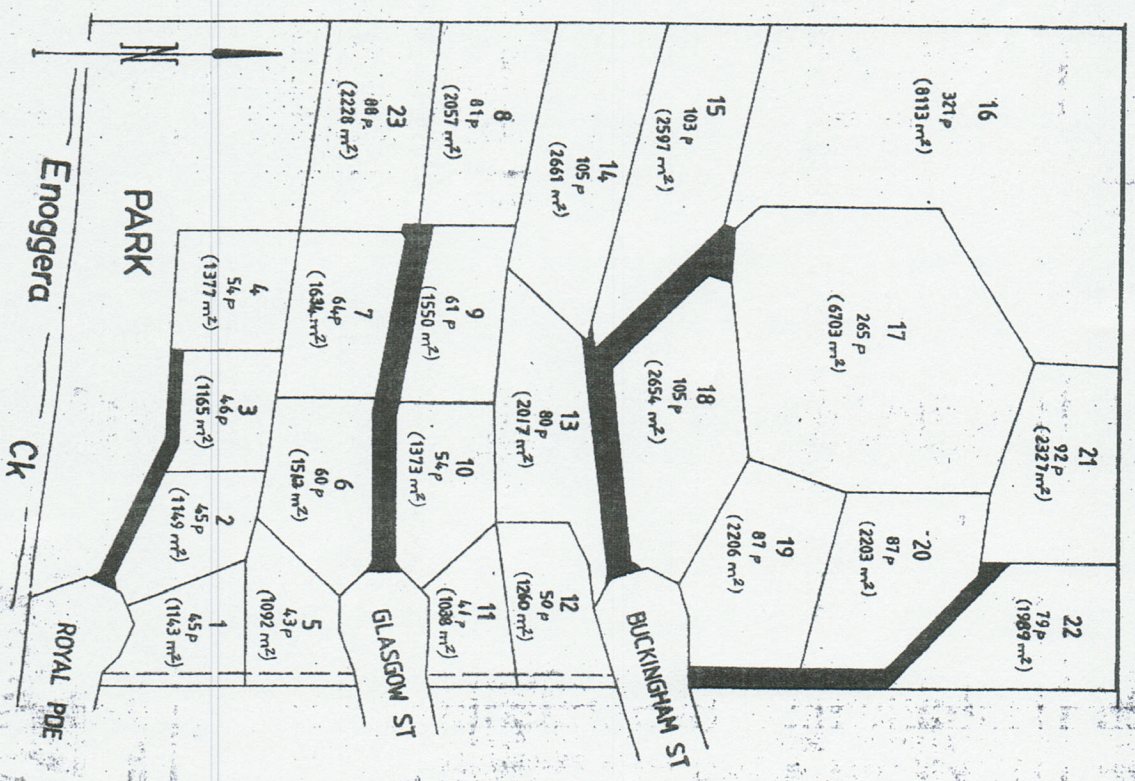 N
16
321 p
(8113 m²)
15
103 p
(2597 m²)
14
105 p
(2661 m²)
8
81 p
(2057 m²)
23
88 p.
(2228 m²)
PARK
Enoggera
Ck
17
265 p
(6703 m²)
21
92 p
(2327 m²)
22
79 p
(1989 m²)
20
87 p
(2203 m²)
19
87 p
(2206 m²)
18
105 p
(2654 m²)
13
80 p
(2017 m²)
12
50 p
(1260 m²)
9
61 p
(1550 m²)
10
54 p
(1373 m²)
11
41 p
(1038 m²)
7
64 p
(1634 m²)
6
60 p
5
43 p
(1092 m²)
4
54 p
(1377 m²)
3
46 p
(1165 m²)
2
45 p
(1149 m²)
1
45 p
(1143 m²)
BUCKINGHAM ST
GLASGOW ST
ROYAL PDE